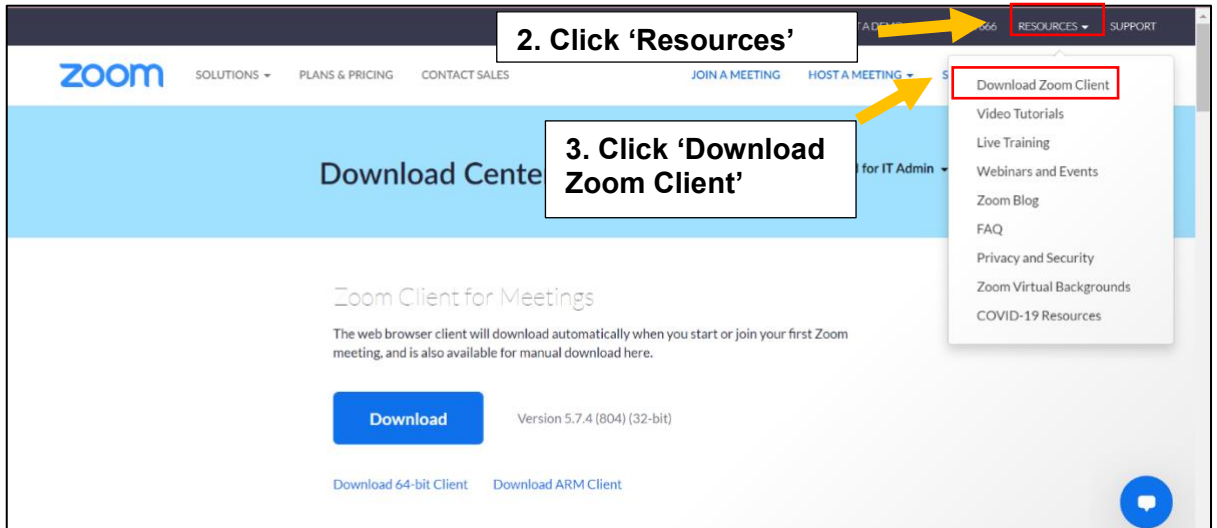 2. Click ‘Resources’
RESOURCES
SUPPORT
zoom
SOLUTIONS
PLANS & PRICING
CONTACT SALES
JOIN A MEETING
HOST A MEETING
Download Zoom Client
Video Tutorials
Live Training
Webinars and Events
Zoom Blog
FAQ
Privacy and Security
Zoom Virtual Backgrounds
COVID-19 Resources
3. Click ‘Download
Zoom Client’
Download Cente
for IT Admin
Zoom Client for Meetings
The web browser client will download automatically when you start or join your first Zoom
meeting, and is also available for manual download here.
Download
Version 5.7.4 (804) (32-bit)
Download 64-bit Client
Download ARM Client